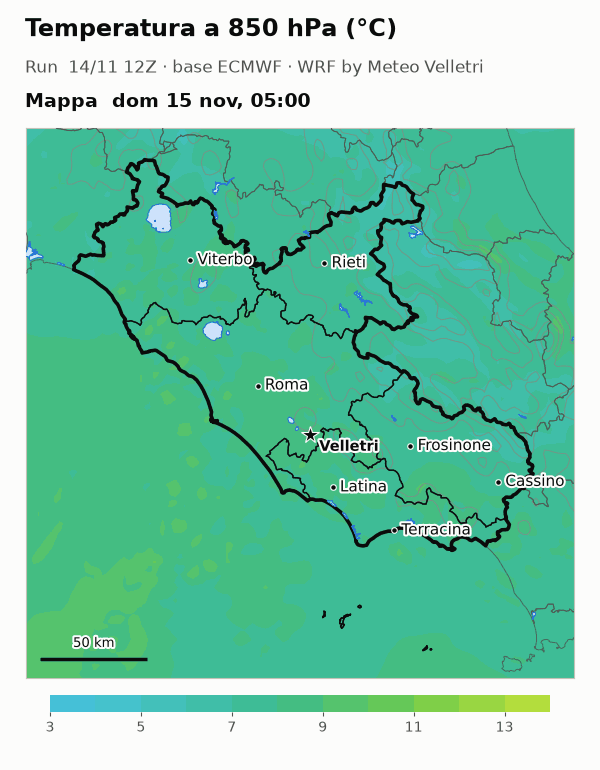 Temperatura a 850 hPa (°C)
Run 14/11 12Z · base ECMWF · WRF by Meteo Velletri
Mappa dom 15 nov, 05:00
Viterbo
Rieti
Roma
Velletri
Frosinone
Cassino
Latina
Terracina
50 km
3 5 7 9 11 13